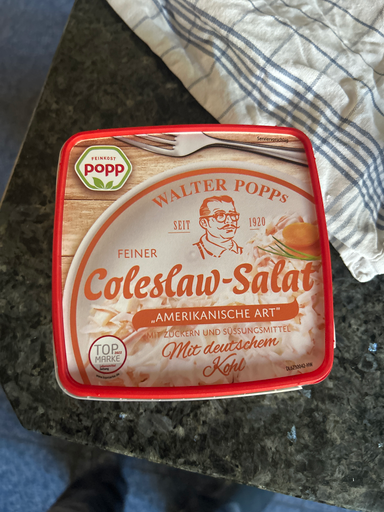 Serviervorschlag
FEINKOST
POPP
WALTER POPPs
SEIT 1920
FEINER
Coleslaw-Salat
„AMERIKANISCHE ART”
MIT ZUCKERN UND SÜSSUNGSMITTEL
Mit deutschem
Kohl
TOP
MARKE